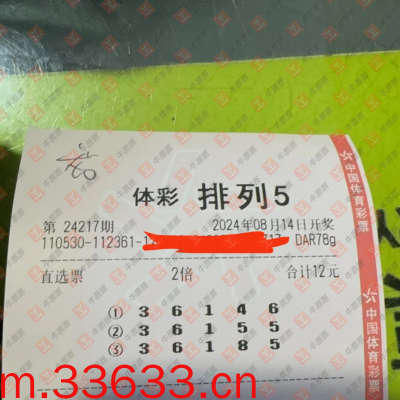 体彩 排列5
第 24217期 2024年08月14日开奖
110530-112361-1 DAR78g
直选票 2倍 合计12元
① 3 6 1 4 6
② 3 6 1 5 5
③ 3 6 1 8 5
中国体育彩票
中国体育彩票
m.33633.cn